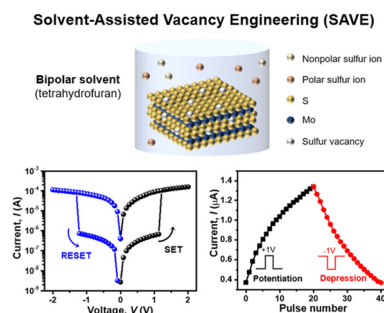 Solvent-Assisted Vacancy Engineering (SAVE)
Bipolar solvent
(tetrahydrofuran)
Nonpolar sulfur ion
Polar sulfur ion
S
Mo
Sulfur vacancy
Current, I (A)
10-3
10-4
10-5
10-6
10-7
10-8
10-9
RESET
SET
-2 -1 0 1 2
Voltage, V (V)
Current, I (μA)
1.4
1.2
1.0
0.8
0.6
0.4
+1V
Potentiation
-1V
Depression
0 10 20 30 40
Pulse number